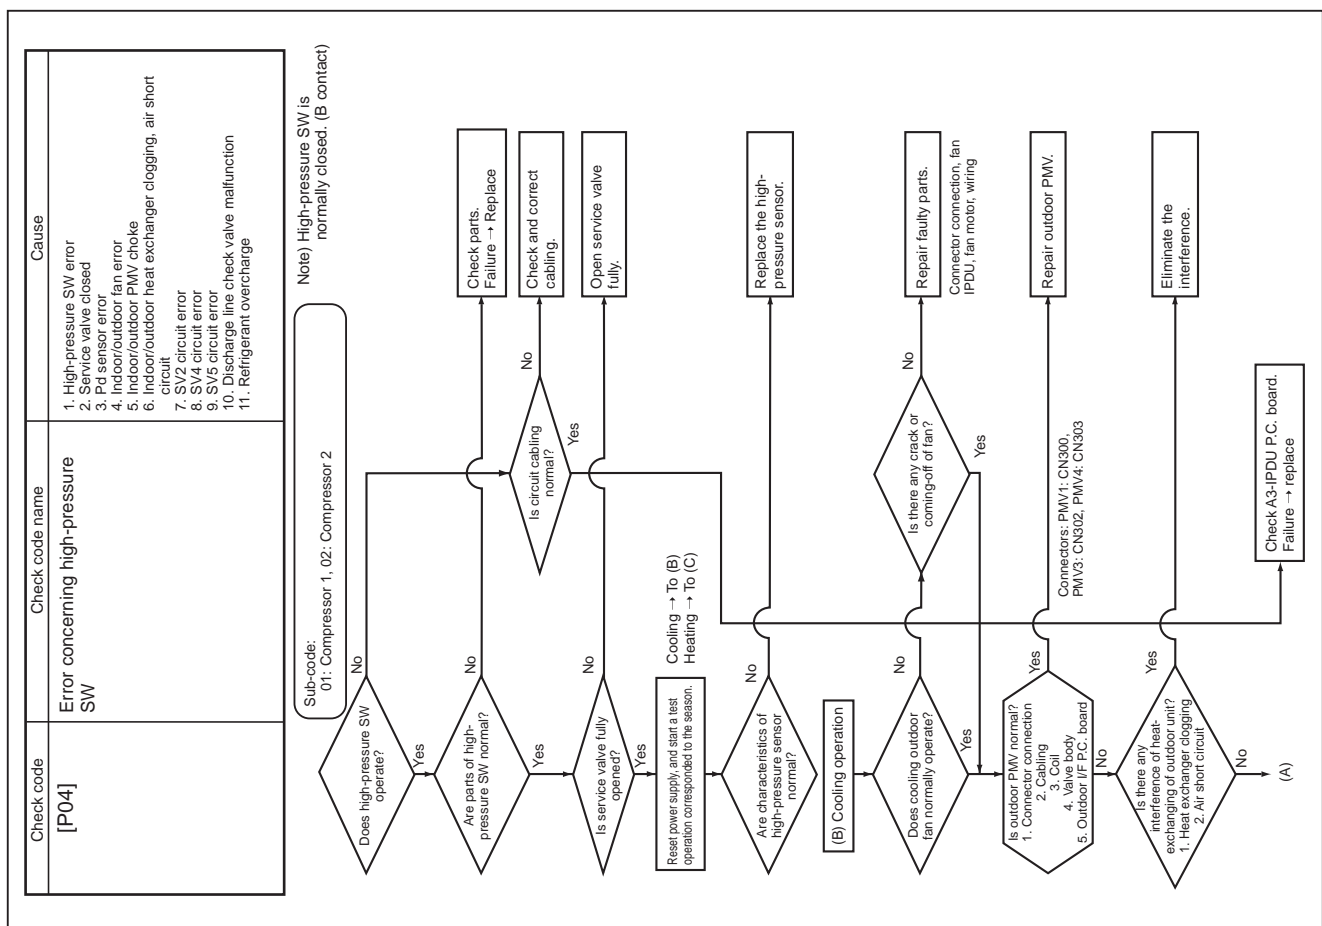 Check code
Check code name
Cause
[P04]
Error concerning high-pressure
SW
1. High-pressure SW error
2. Service valve closed
3. Pd sensor error
4. Indoor/outdoor fan error
5. Indoor/outdoor PMV choke
6. Indoor/outdoor heat exchanger clogging, air short
circuit
7. SV2 circuit error
8. SV4 circuit error
9. SV5 circuit error
10. Discharge line check valve malfunction
11. Refrigerant overcharge
Sub-code:
01: Compressor 1, 02: Compressor 2
Note) High-pressure SW is
normally closed. (B contact)
Does high-pressure SW
operate?
No
Yes
Are parts of high-
pressure SW normal?
No
Yes
Check parts.
Failure → Replace
Is circuit cabling
normal?
No
Yes
Check and correct
cabling.
Is service valve fully
opened?
No
Yes
Open service valve
fully.
Reset power supply, and start a test
operation corresponded to the season.
Cooling → To (B)
Heating → To (C)
Are characteristics of
high-pressure sensor
normal?
No
Replace the high-
pressure sensor.
(B) Cooling operation
Does cooling outdoor
fan normally operate?
No
Yes
Is there any crack or
coming-off of fan?
No
Yes
Repair faulty parts.
Connector connection, fan
IPDU, fan motor, wiring
Is outdoor PMV normal?
1. Connector connection
2. Cabling
3. Coil
4. Valve body
5. Outdoor I/F P.C. board
Yes
No
Connectors: PMV1: CN300,
PMV3: CN302, PMV4: CN303
Repair outdoor PMV.
Is there any
interference of heat-
exchanging of outdoor unit?
1. Heat exchanger clogging
2. Air short circuit
Yes
No
Eliminate the
interference.
(A)
Check A3-IPDU P.C. board.
Failure → replace